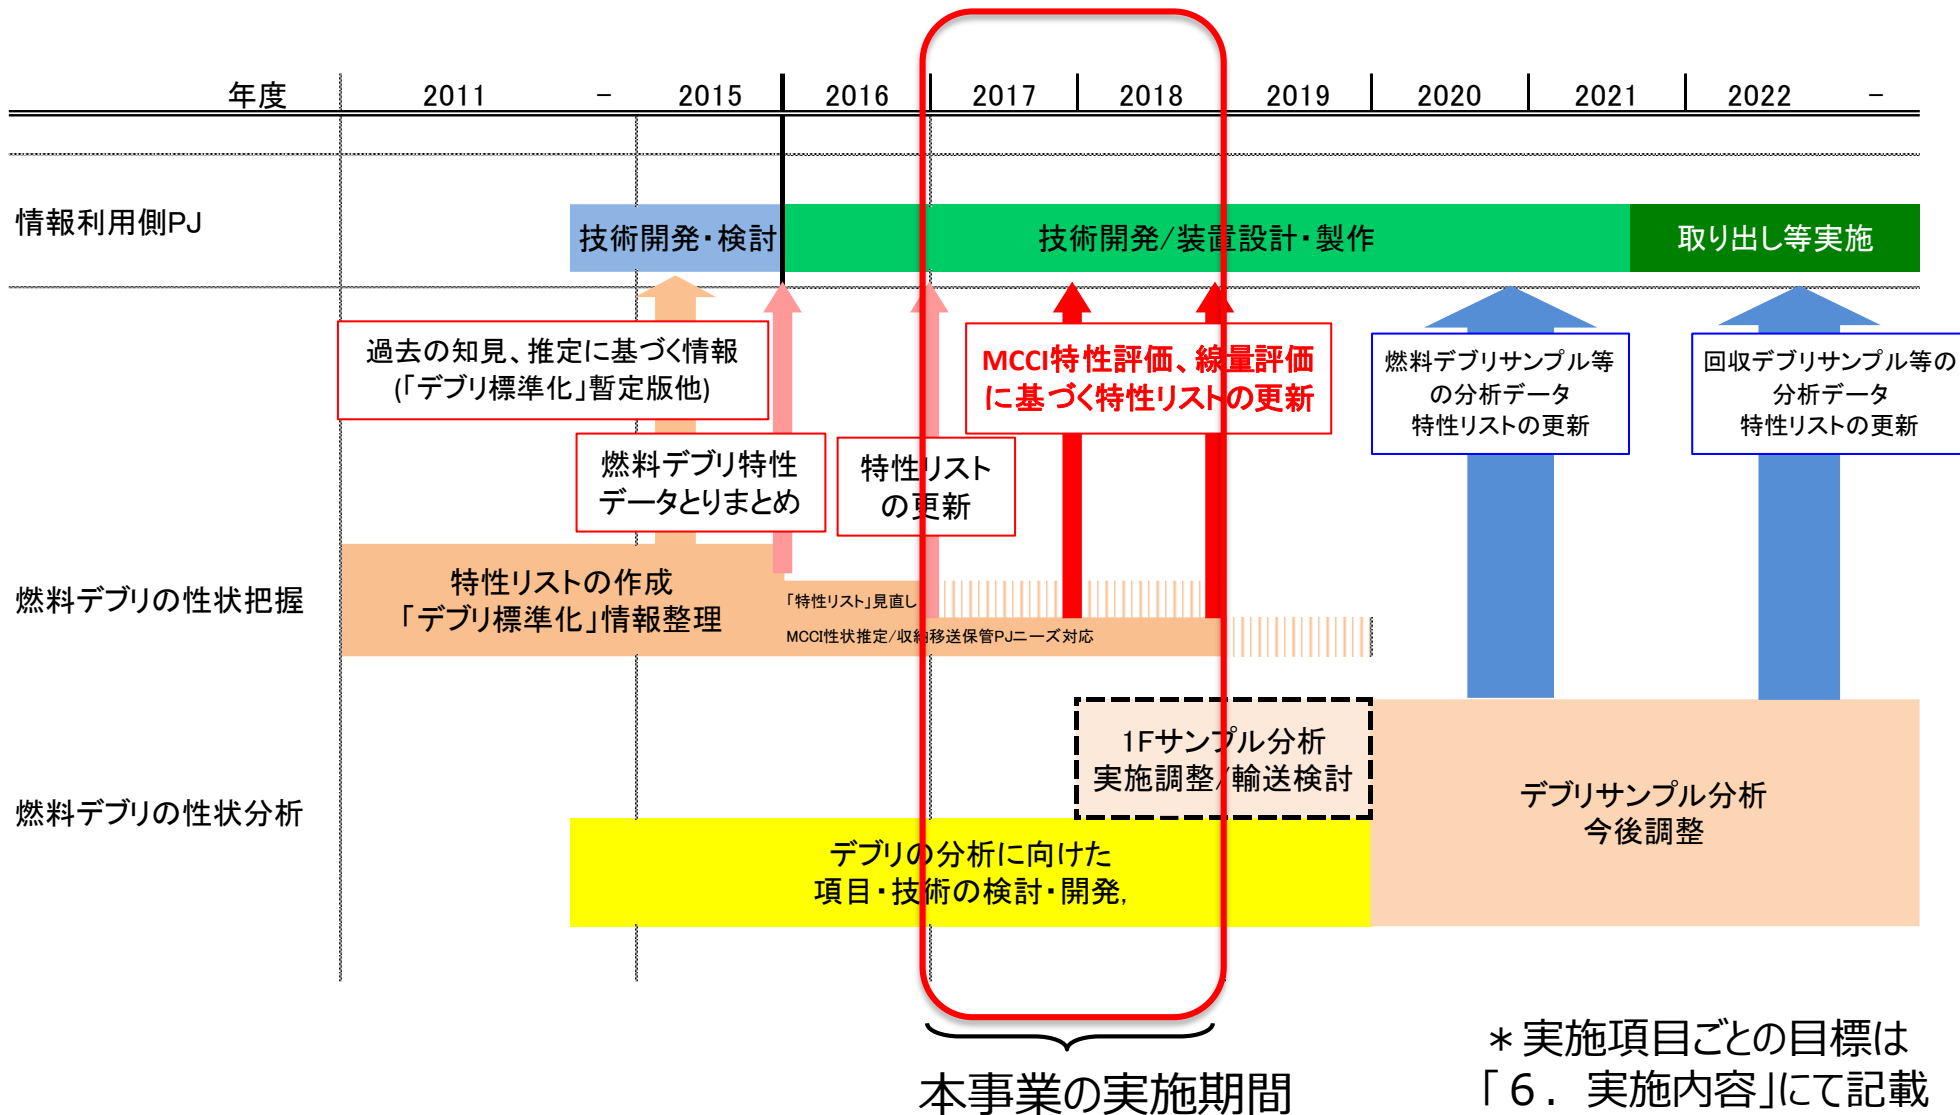 年度 2011 - 2015 2016 2017 2018 2019 2020 2021 2022 -
情報利用側PJ
技術開発・検討
技術開発/装置設計・製作
取り出し等実施
過去の知見、推定に基づく情報
(「デブリ標準化」暫定版他)
MCCI特性評価、線量評価
に基づく特性リストの更新
燃料デブリサンプル等
の分析データ
特性リストの更新
回収デブリサンプル等の
分析データ
特性リストの更新
燃料デブリ特性
データとりまとめ
特性リスト
の更新
燃料デブリの性状把握
特性リストの作成
「デブリ標準化」情報整理
「特性リスト」見直し
MCCI性状推定/収納移送保管PJニーズ対応
燃料デブリの性状分析
1Fサンプル分析
実施調整/輸送検討
デブリサンプル分析
今後調整
デブリの分析に向けた
項目・技術の検討・開発,
本事業の実施期間
＊実施項目ごとの目標は
「６．実施内容」にて記載